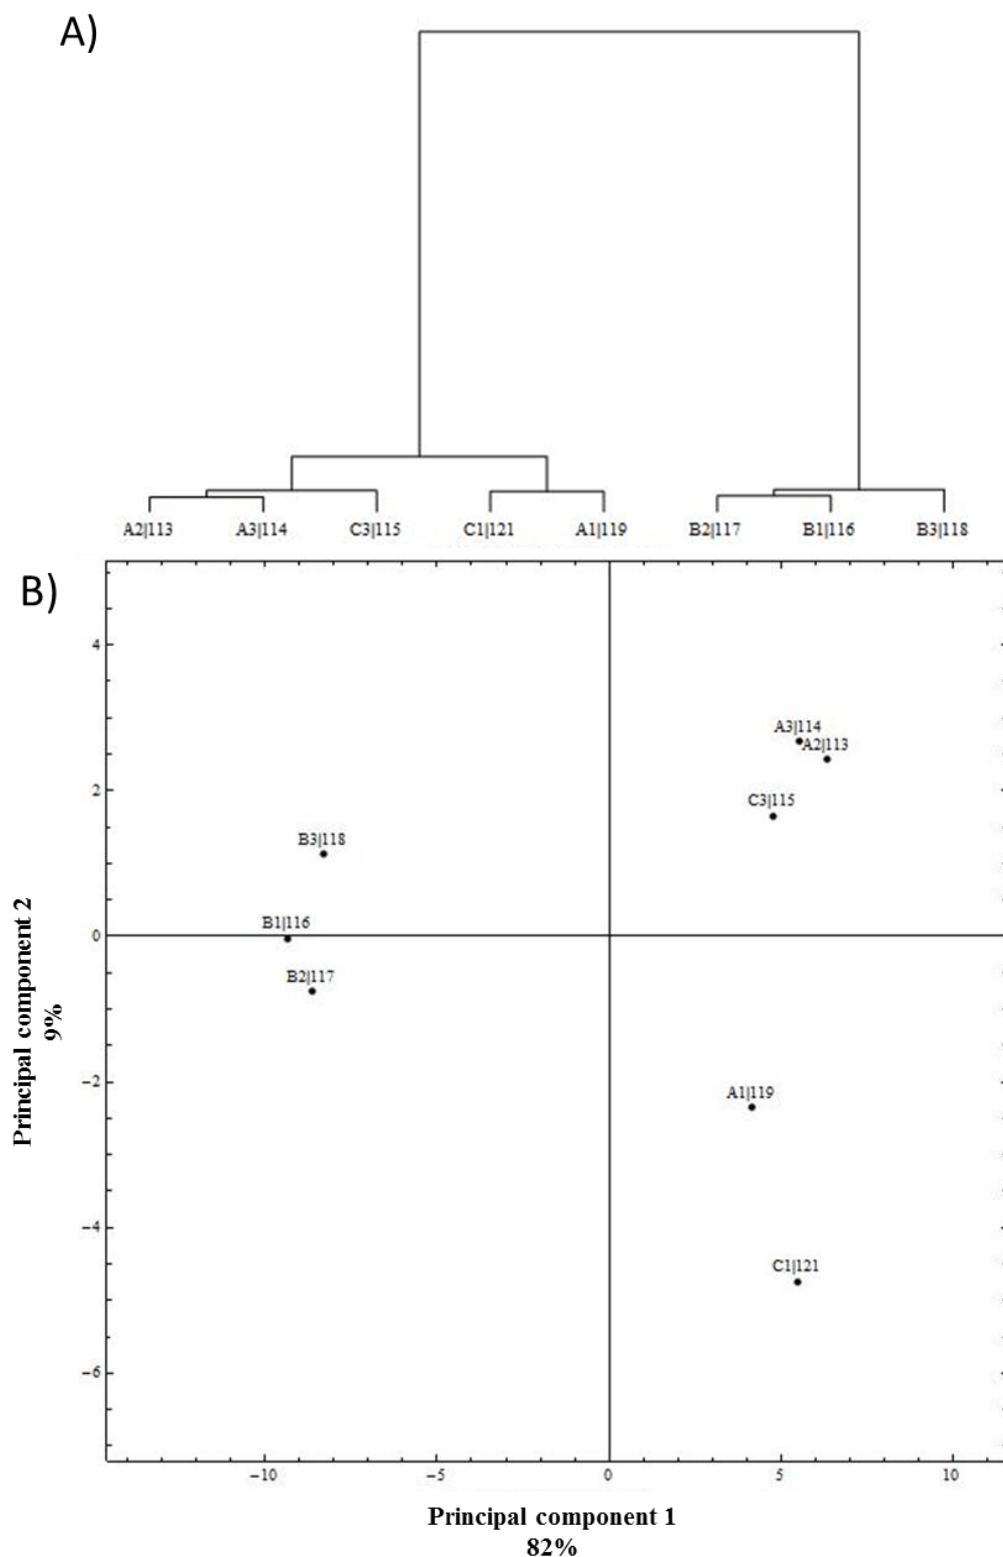 A)
A2|113 A3|114 C3|115 C1|121 A1|119 B2|117 B1|116 B3|118
B)
4
A3|114
A2|113
2
C3|115
B3|118
B1|116
0
B2|117
−2
A1|119
−4
C1|121
−6
−10 −5 0 5 10
Principal component 2
9%
Principal component 1
82%